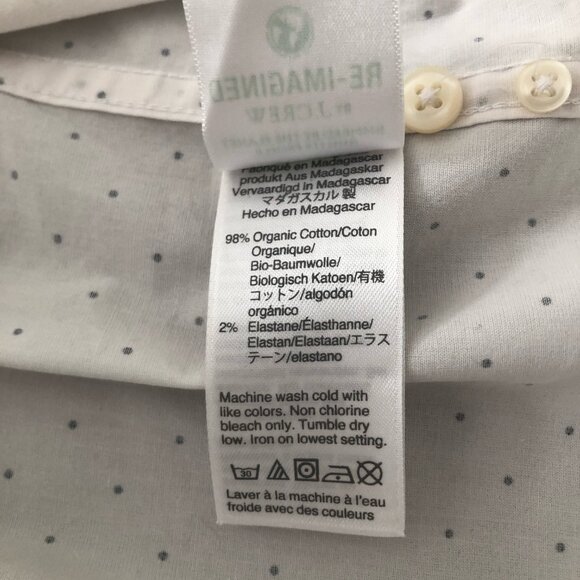 RE-IMAGINED
BY J.CREW
Fabriqué en Madagascar
produkt Aus Madagaskar
Vervaardigd in Madagascar
マダガスカル 製
Hecho en Madagascar
98% Organic Cotton/Coton
Organique/
Bio-Baumwolle/
Biologisch Katoen/有機
コットン/algodón
orgánico
2% Elastane/Élasthanne/
Elastan/Elastaan/エラス
テーン/elastano
Machine wash cold with
like colors. Non chlorine
bleach only. Tumble dry
low. Iron on lowest setting.
30
Laver à la machine à l'eau
froide avec des couleurs